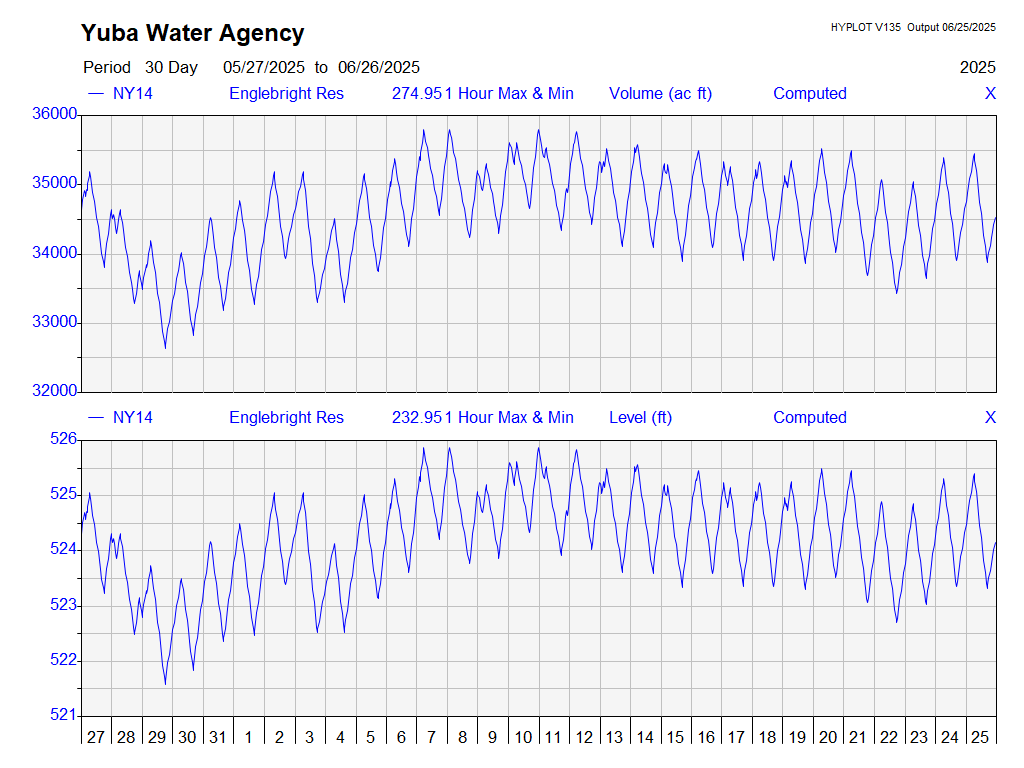 Yuba Water Agency
HYPLOT V135 Output 06/25/2025
Period 30 Day 05/27/2025 to 06/26/2025
2025
NY14 Englebright Res 274.951 Hour Max & Min Volume (ac ft) Computed X
36000
35000
34000
33000
32000
NY14 Englebright Res 232.951 Hour Max & Min Level (ft) Computed X
526
525
524
523
522
521
27 28 29 30 31 1 2 3 4 5 6 7 8 9 10 11 12 13 14 15 16 17 18 19 20 21 22 23 24 25